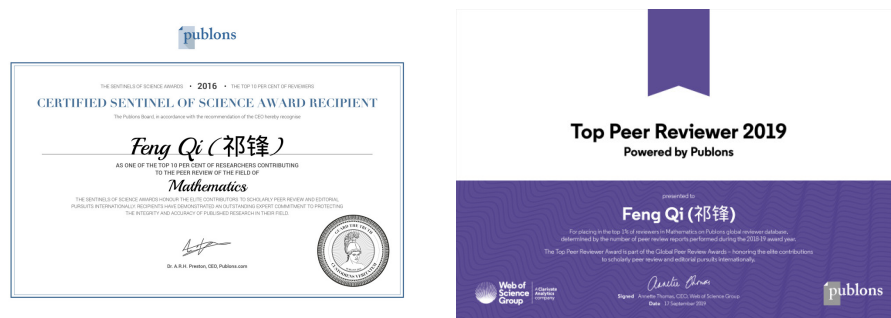 publons
THE SENTINELS OF SCIENCE AWARDS • 2016 • THE TOP 10 PER CENT OF REVIEWERS
CERTIFIED SENTINEL OF SCIENCE AWARD RECIPIENT
The Publons Board, in accordance with the recommendation of the CEO hereby recognise
Feng Qi (祁锋)
AS ONE OF THE TOP 10 PER CENT OF RESEARCHERS CONTRIBUTING
TO THE PEER REVIEW OF THE FIELD OF
Mathematics
THE SENTINELS OF SCIENCE AWARDS HONOUR THE ELITE CONTRIBUTORS TO SCHOLARLY PEER REVIEW AND EDITORIAL
PURSUITS INTERNATIONALLY. RECIPIENTS HAVE DEMONSTRATED AN OUTSTANDING EXPERT COMMITMENT TO PROTECTING
THE INTEGRITY AND ACCURACY OF PUBLISHED RESEARCH IN THEIR FIELD.
Dr. A.R.H. Preston, CEO, Publons.com
GUARD THE TRUTH
CUSTODIENS VERITATEM
Top Peer Reviewer 2019
Powered by Publons
presented to
Feng Qi (祁锋)
For placing in the top 1% of reviewers in Mathematics on Publons global reviewer database,
determined by the number of peer review reports performed during the 2018-19 award year.
The Top Peer Reviewer Award is part of the Global Peer Review Awards – honoring the elite contributions
to scholarly peer review and editorial pursuits internationally.
Web of
Science
Group
A Clarivate
Analytics
company
Annette Thomas
Signed Annette Thomas, CEO, Web of Science Group
Date 17 September 2019
publons